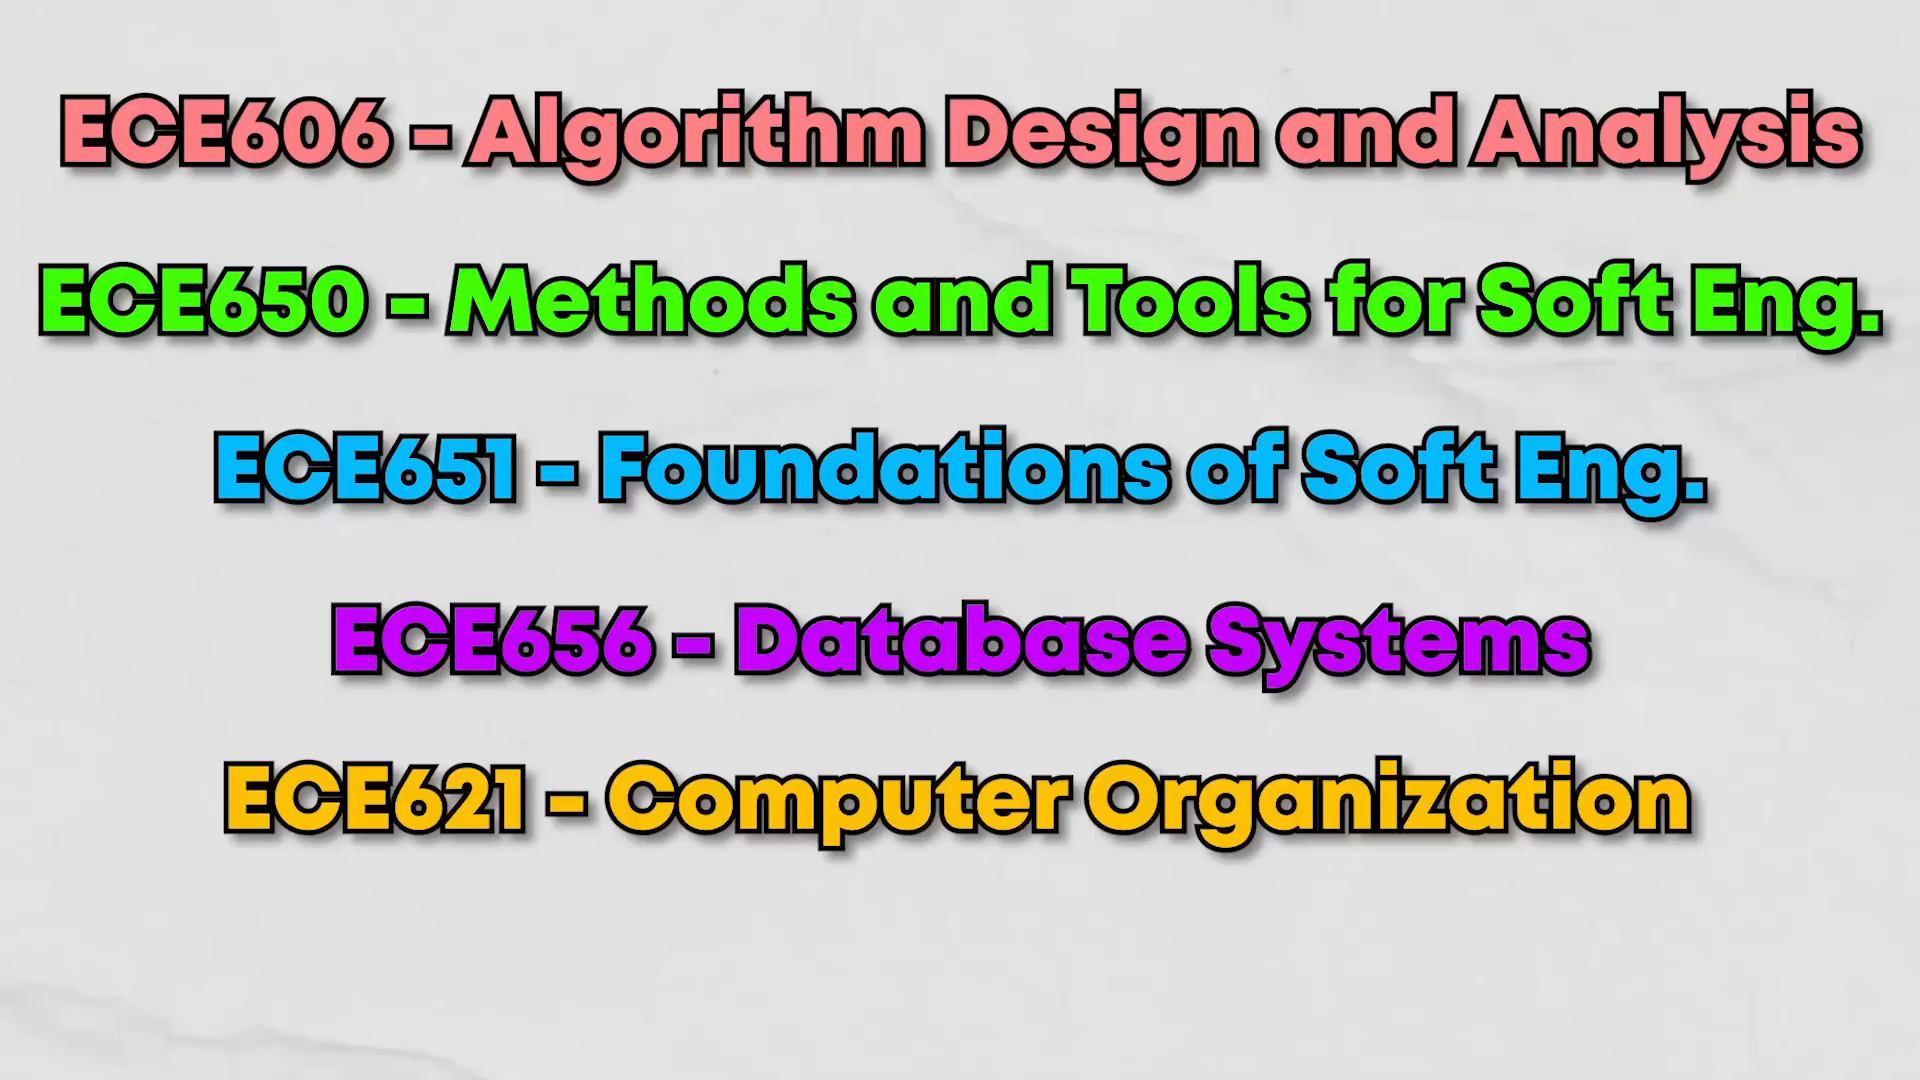 ECE606 - Algorithm Design and Analysis
ECE650 - Methods and Tools for Soft Eng.
ECE651 - Foundations of Soft Eng.
ECE656 - Database Systems
ECE621 - Computer Organization